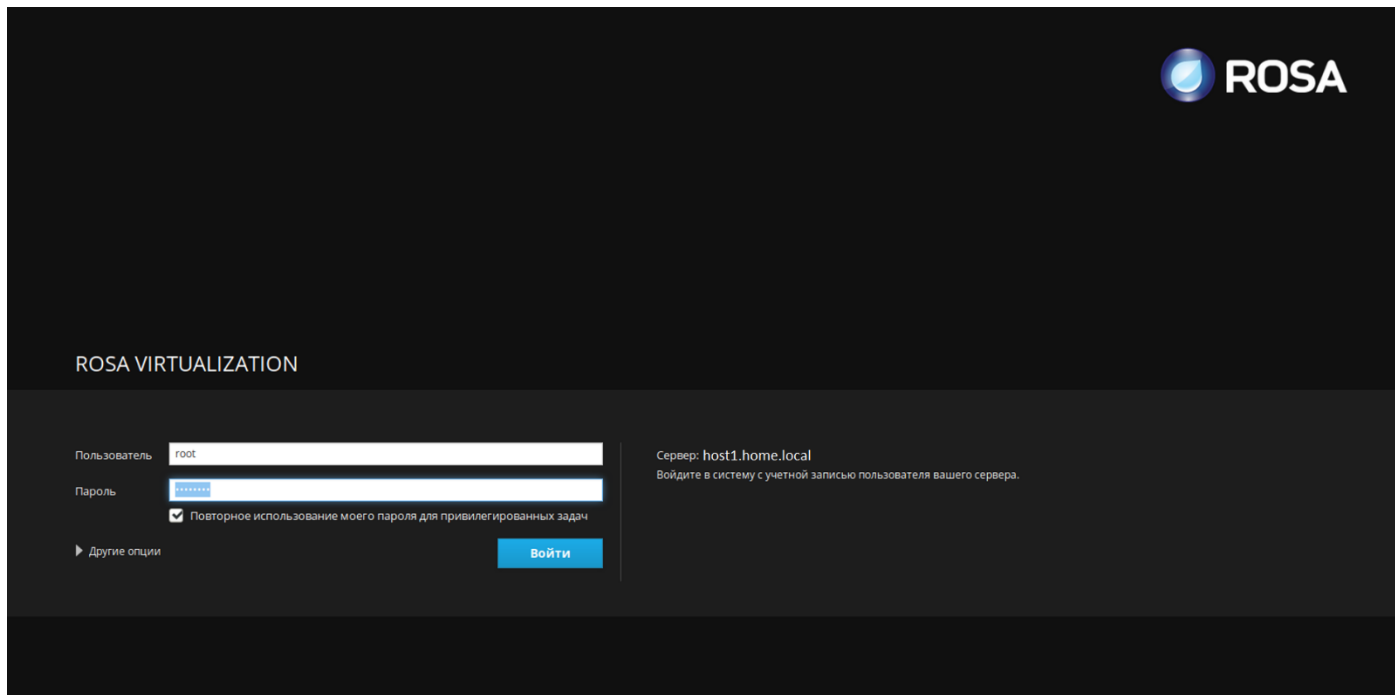 ROSA
ROSA VIRTUALIZATION
Пользователь
root
Пароль
Повторное использование моего пароля для привилегированных задач
Другие опции
Войти
Сервер: host1.home.local
Войдите в систему с учетной записью пользователя вашего сервера.